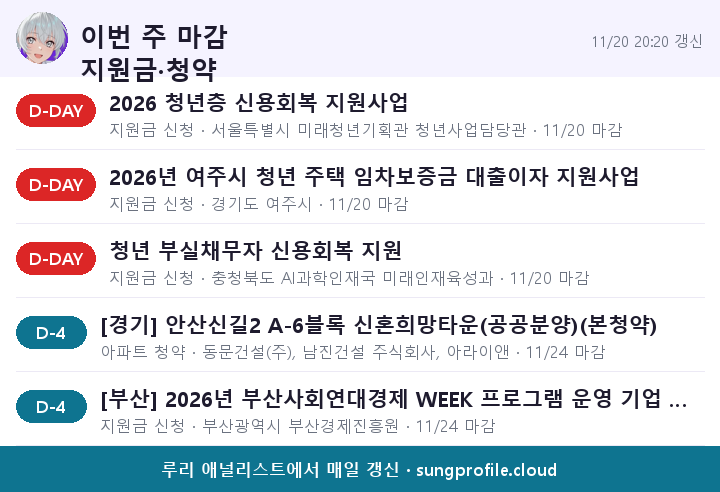 이번 주 마감
지원금·청약
11/20 20:20 갱신
D-DAY
2026 청년층 신용회복 지원사업
지원금 신청 · 서울특별시 미래청년기획관 청년사업담당관 · 11/20 마감
D-DAY
2026년 여주시 청년 주택 임차보증금 대출이자 지원사업
지원금 신청 · 경기도 여주시 · 11/20 마감
D-DAY
청년 부실채무자 신용회복 지원
지원금 신청 · 충청북도 AI과학인재국 미래인재육성과 · 11/20 마감
D-4
[경기] 안산신길2 A-6블록 신혼희망타운(공공분양)(본청약)
아파트 청약 · 동문건설(주), 남진건설 주식회사, 아라이앤 · 11/24 마감
D-4
[부산] 2026년 부산사회연대경제 WEEK 프로그램 운영 기업 ...
지원금 신청 · 부산광역시 부산경제진흥원 · 11/24 마감
루리 애널리스트에서 매일 갱신 · sungprofile.cloud